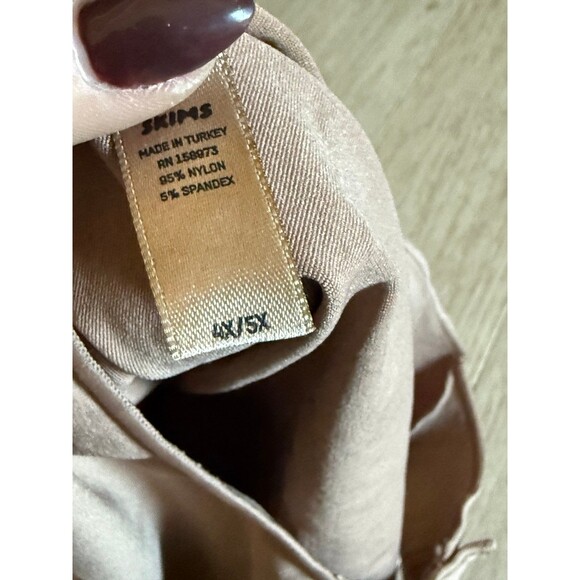 SKIMS
MADE IN TURKEY
RN 158973
95% NYLON
5% SPANDEX
4X/5X